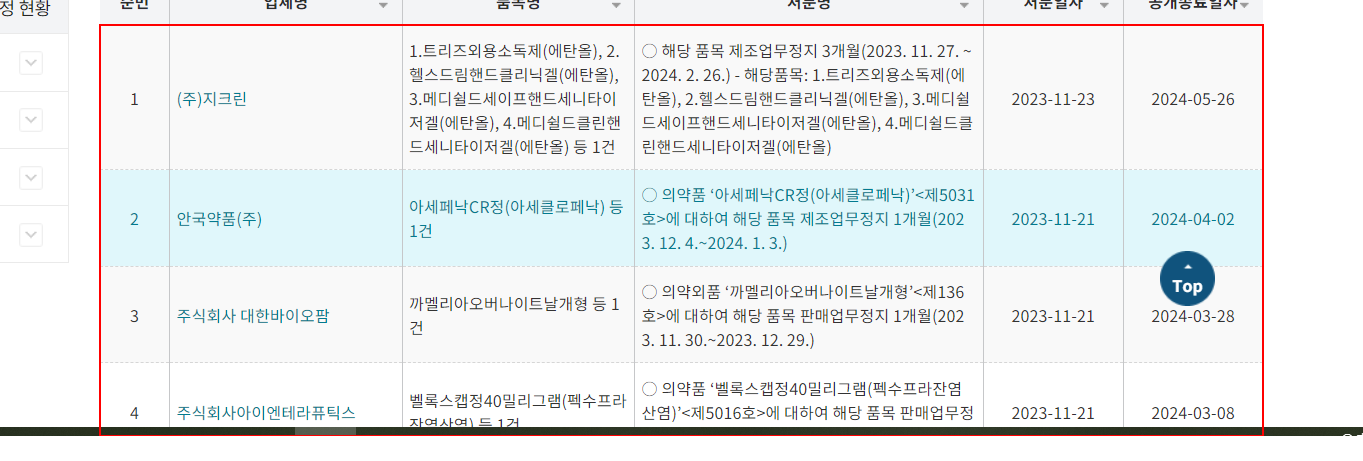 정 현황
순번 업체명 품목명 처분명 처분일자 공개종료일자
1
(주)지크린
1.트리즈외용소독제(에탄올), 2.
헬스드림핸드클리닉겔(에탄올),
3.메디쉴드세이프핸드세니타이
저겔(에탄올), 4.메디쉴드클린핸
드세니타이저겔(에탄올) 등 1건
○ 해당 품목 제조업무정지 3개월(2023. 11. 27. ~
2024. 2. 26.) - 해당품목: 1.트리즈외용소독제(에
탄올), 2.헬스드림핸드클리닉겔(에탄올), 3.메디쉴
드세이프핸드세니타이저겔(에탄올), 4.메디쉴드클
린핸드세니타이저겔(에탄올)
2023-11-23
2024-05-26
2
안국약품(주)
아세페낙CR정(아세클로페낙) 등
1건
○ 의약품 ‘아세페낙CR정(아세클로페낙)’<제5031
호>에 대하여 해당 품목 제조업무정지 1개월(202
3. 12. 4.~2024. 1. 3.)
2023-11-21
2024-04-02
Top
3
주식회사 대한바이오팜
까멜리아오버나이트날개형 등 1
건
○ 의약외품 ‘까멜리아오버나이트날개형’<제136
호>에 대하여 해당 품목 판매업무정지 1개월(202
3. 11. 30.~2023. 12. 29.)
2023-11-21
2024-03-28
4
주식회사아이엔테라퓨틱스
벨록스캡정40밀리그램(펙수프라
잔염산염) 등 1건
○ 의약품 ‘벨록스캡정40밀리그램(펙수프라잔염
산염)’<제5016호>에 대하여 해당 품목 판매업무정
2023-11-21
2024-03-08